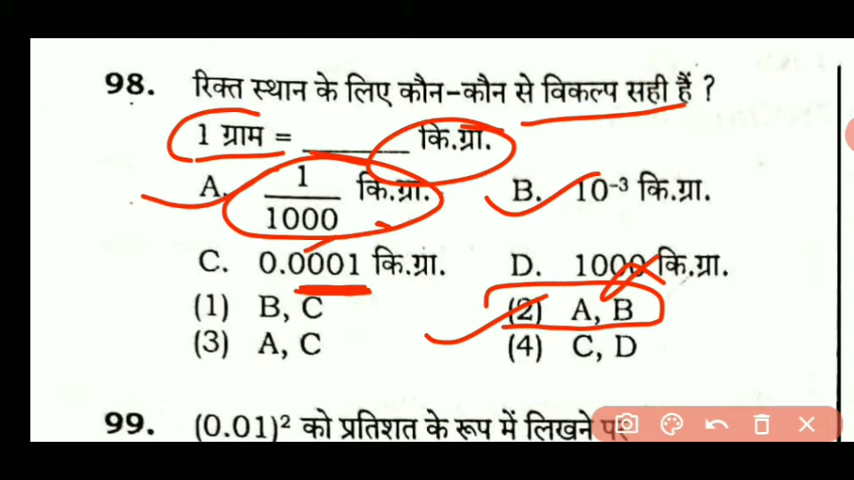 98. रिक्त स्थान के लिए कौन-कौन से विकल्प सही हैं ?
1 ग्राम = ______ कि.ग्रा.
A. 1/1000 कि.ग्रा. B. 10⁻³ कि.ग्रा.
C. 0.0001 कि.ग्रा. D. 1000 कि.ग्रा.
(1) B, C (2) A, B
(3) A, C (4) C, D
99. (0.01)² को प्रतिशत के रूप में लिखने पर